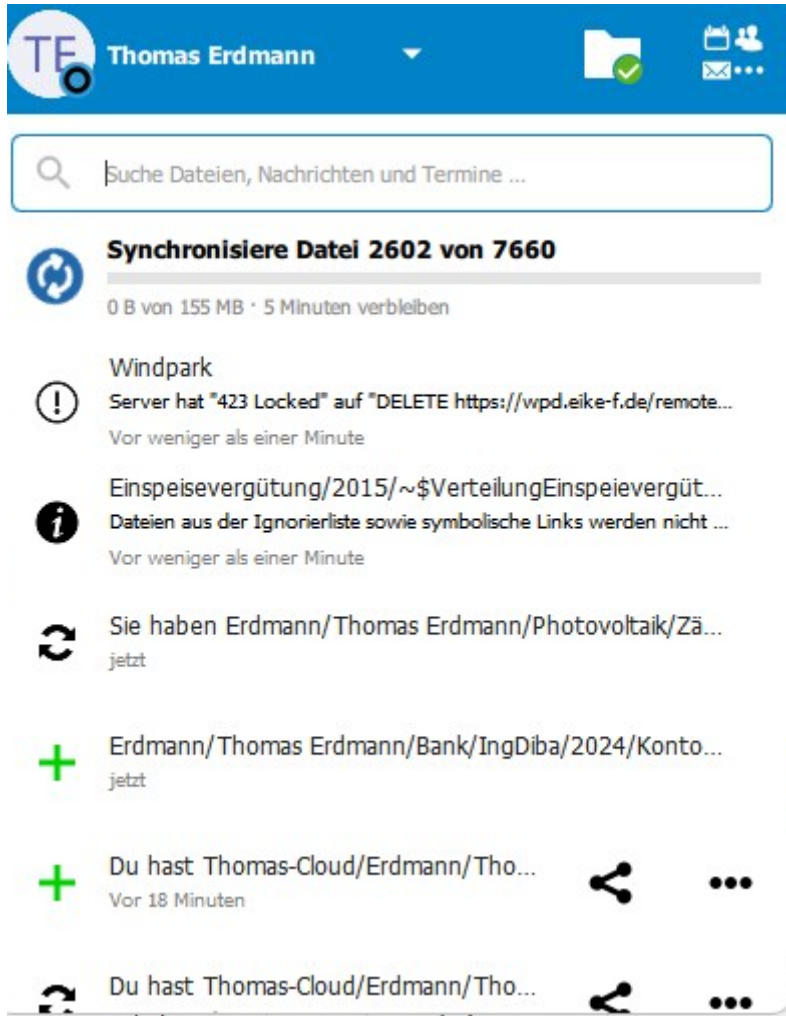 TE
Thomas Erdmann
Suche Dateien, Nachrichten und Termine ...
Synchronisiere Datei 2602 von 7660
0 B von 155 MB · 5 Minuten verbleiben
Windpark
Server hat "423 Locked" auf "DELETE https://wpd.eike-f.de/remote...
Vor weniger als einer Minute
Einspeisevergütung/2015/~$VerteilungEinspeievergüt...
Dateien aus der Ignorierliste sowie symbolische Links werden nicht ...
Vor weniger als einer Minute
Sie haben Erdmann/Thomas Erdmann/Photovoltaik/Zä...
jetzt
Erdmann/Thomas Erdmann/Bank/IngDiba/2024/Konto...
jetzt
Du hast Thomas-Cloud/Erdmann/Tho...
Vor 18 Minuten
Du hast Thomas-Cloud/Erdmann/Tho...